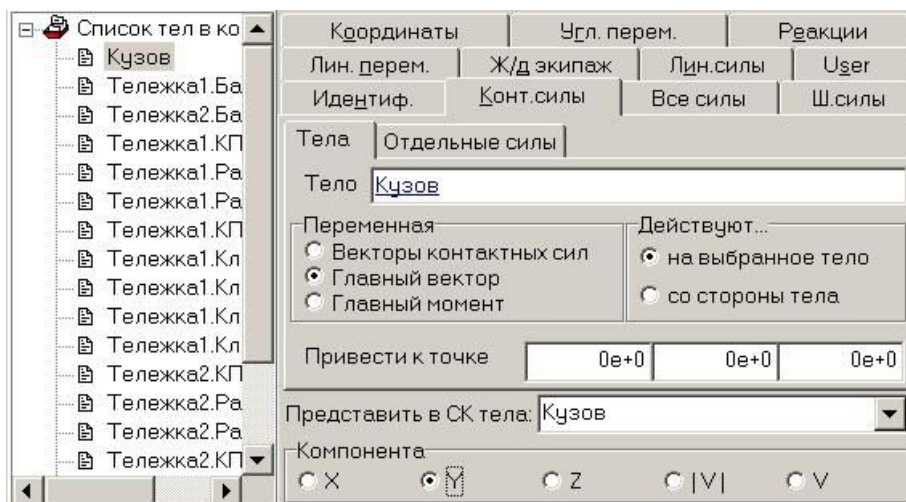 Список тел в ко
Кузов
Тележка1.Ба
Тележка2.Ба
Тележка1.КП
Тележка1.Ра
Тележка1.Ра
Тележка1.КП
Тележка1.Кл
Тележка1.Кл
Тележка1.Кл
Тележка1.Кл
Тележка2.КП
Тележка2.Ра
Тележка2.Ра
Тележка2.КП
Координаты Угл. перем. Реакции
Лин. перем. Ж/д экипаж Лин.силы User
Идентиф. Конт.силы Все силы Ш.силы
Тела Отдельные силы
Тело Кузов
Переменная Действуют...
Векторы контактных сил на выбранное тело
Главный вектор
Главный момент со стороны тела
Привести к точке 0e+0 0e+0 0e+0
Представить в СК тела: Кузов
Компонента
X Y Z |V| V